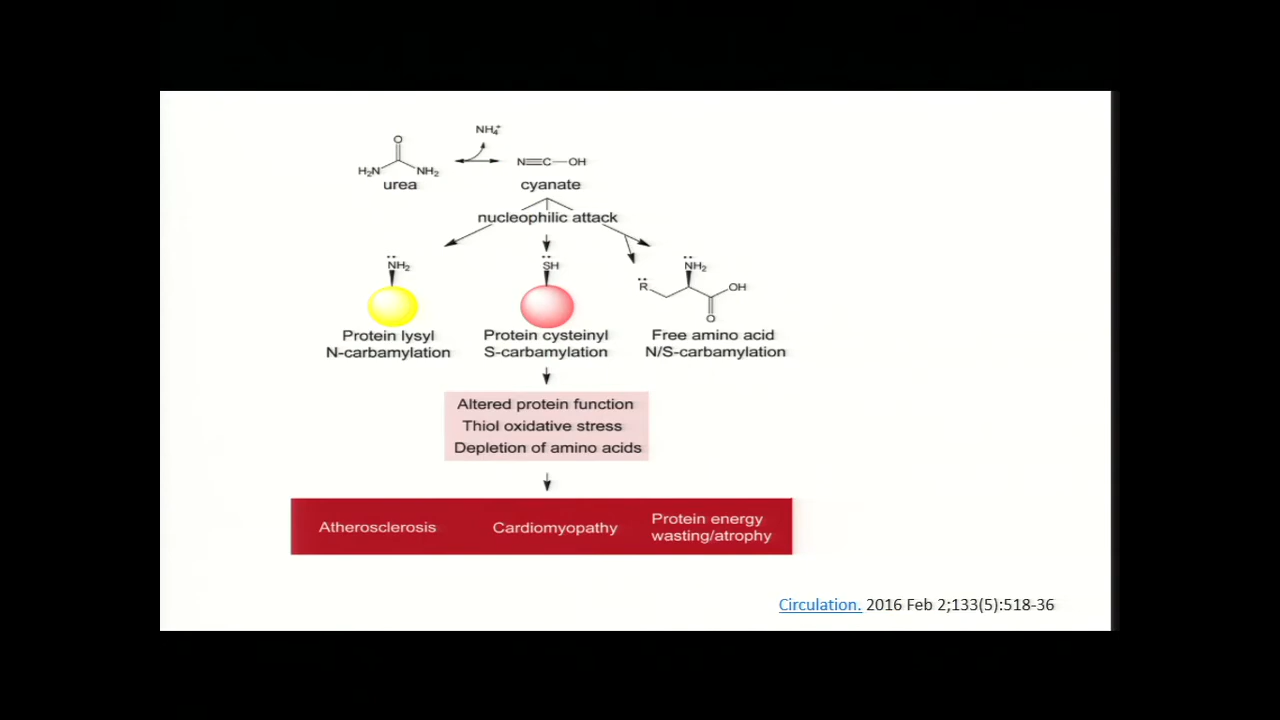 NH₄⁺
O
H₂N
NH₂
urea
N
C
OH
cyanate
nucleophilic attack
NH₂
SH
NH₂
R
OH
O
Protein lysyl
N-carbamylation
Protein cysteinyl
S-carbamylation
Free amino acid
N/S-carbamylation
Altered protein function
Thiol oxidative stress
Depletion of amino acids
Atherosclerosis
Cardiomyopathy
Protein energy
wasting/atrophy
Circulation. 2016 Feb 2;133(5):518-36